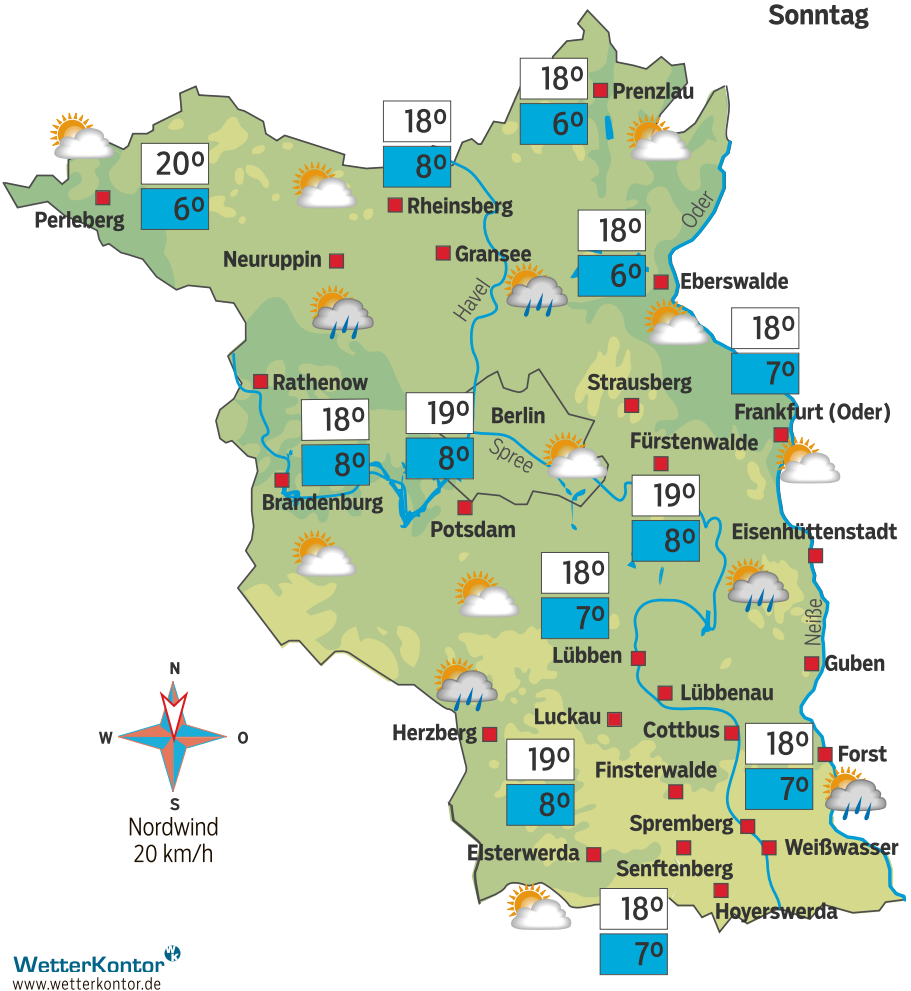 Sonntag
18º
Prenzlau
6º
18º
8º
20º
6º
Perleberg
Rheinsberg
Oder
18º
6º
Neuruppin
Gransee
Eberswalde
Havel
18º
7º
Rathenow
Strausberg
18º
8º
19º
8º
Berlin
Frankfurt (Oder)
Spree
Fürstenwalde
Brandenburg
19º
8º
Potsdam
Eisenhüttenstadt
18º
7º
Neiße
Lübben
Guben
N
Lübbenau
W
O
S
Luckau
Herzberg
Cottbus
18º
7º
Forst
19º
8º
Finsterwalde
Nordwind
20 km/h
Spremberg
Elsterwerda
Weißwasser
Senftenberg
18º
7º
Hoyerswerda
WetterKontor
WK
www.wetterkontor.de